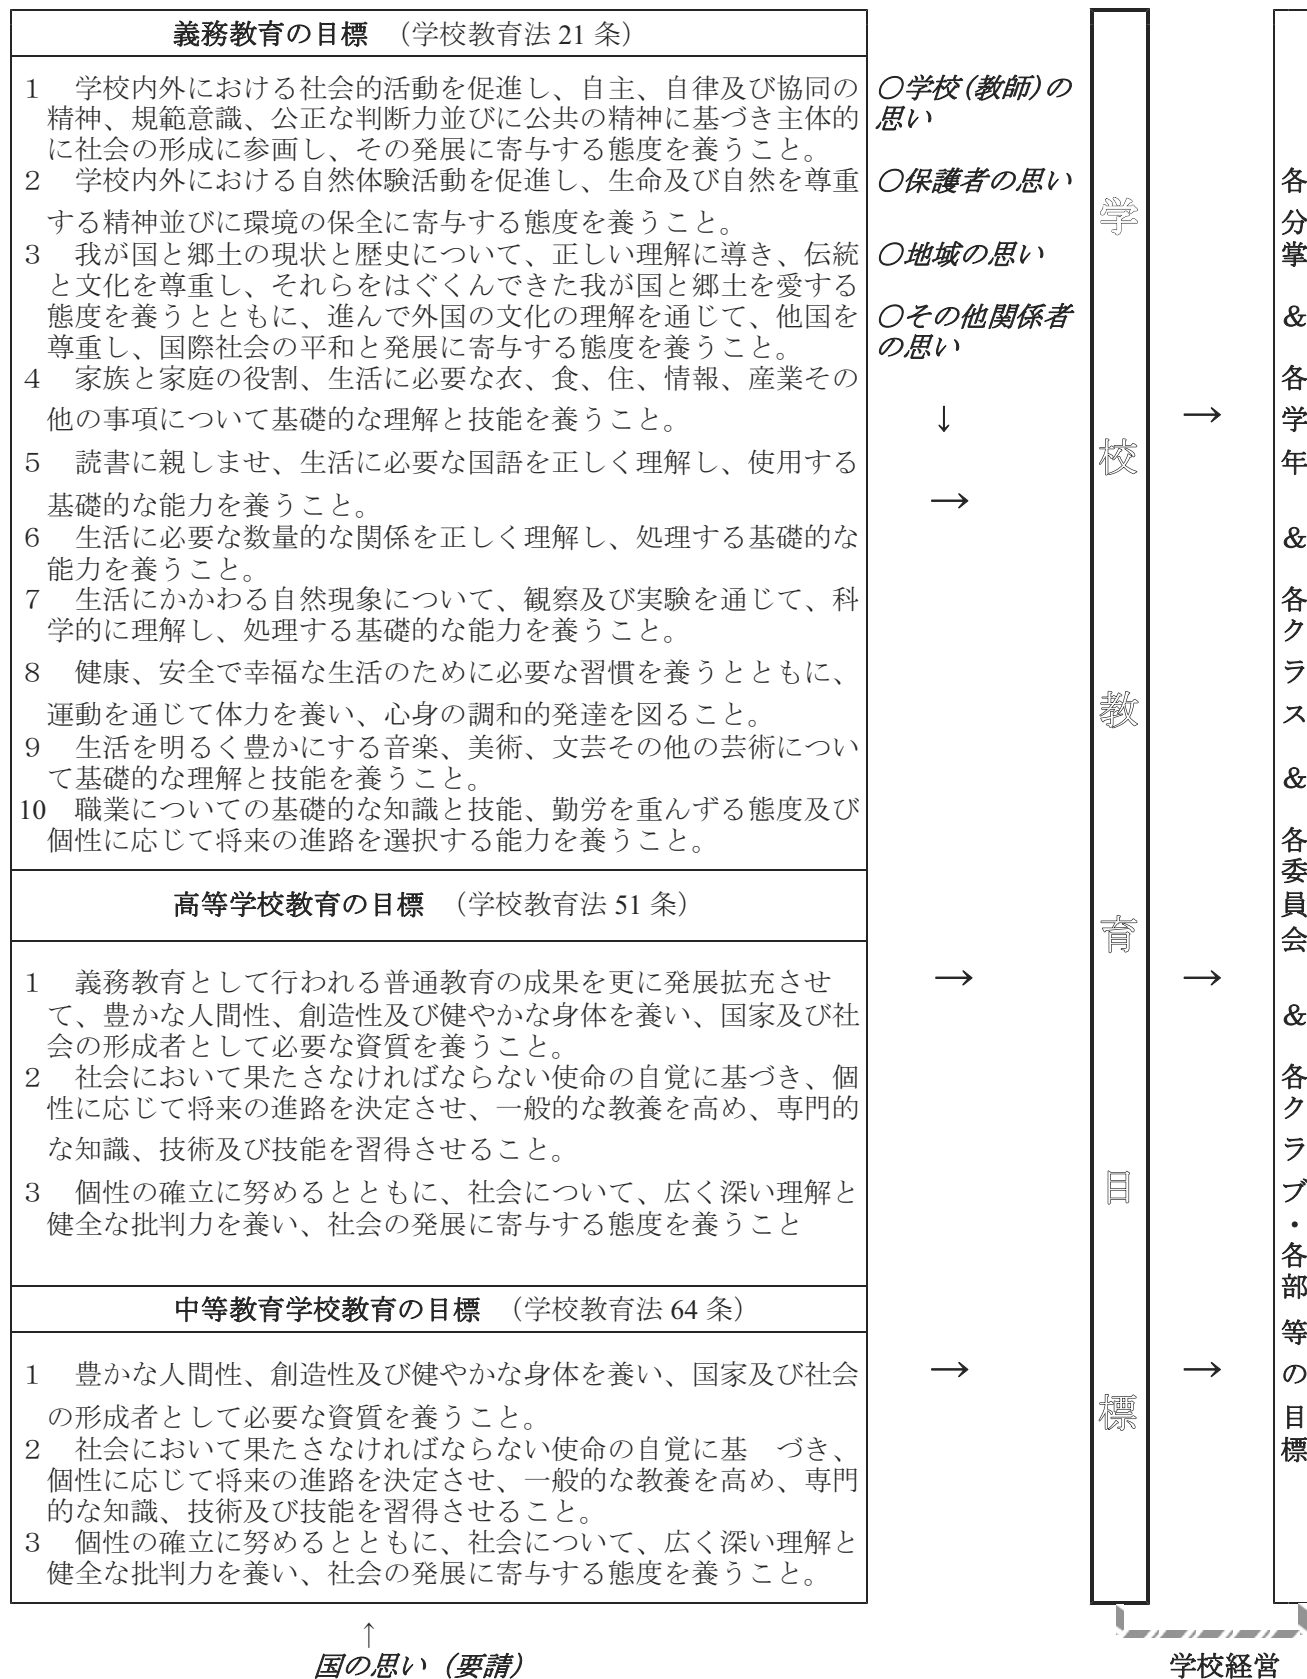 義務教育の目標　（学校教育法 21 条）
1　学校内外における社会的活動を促進し、自主、自律及び協同の
精神、規範意識、公正な判断力並びに公共の精神に基づき主体的
に社会の形成に参画し、その発展に寄与する態度を養うこと。
2　学校内外における自然体験活動を促進し、生命及び自然を尊重
する精神並びに環境の保全に寄与する態度を養うこと。
3　我が国と郷土の現状と歴史について、正しい理解に導き、伝統
と文化を尊重し、それらをはぐくんできた我が国と郷土を愛する
態度を養うとともに、進んで外国の文化の理解を通じて、他国を
尊重し、国際社会の平和と発展に寄与する態度を養うこと。
4　家族と家庭の役割、生活に必要な衣、食、住、情報、産業その
他の事項について基礎的な理解と技能を養うこと。
5　読書に親しませ、生活に必要な国語を正しく理解し、使用する
基礎的な能力を養うこと。
6　生活に必要な数量的な関係を正しく理解し、処理する基礎的な
能力を養うこと。
7　生活にかかわる自然現象について、観察及び実験を通じて、科
学的に理解し、処理する基礎的な能力を養うこと。
8　健康、安全で幸福な生活のために必要な習慣を養うとともに、
運動を通じて体力を養い、心身の調和的発達を図ること。
9　生活を明るく豊かにする音楽、美術、文芸その他の芸術につい
て基礎的な理解と技能を養うこと。
10　職業についての基礎的な知識と技能、勤労を重んずる態度及び
個性に応じて将来の進路を選択する能力を養うこと。
高等学校教育の目標　（学校教育法 51 条）
1　義務教育として行われる普通教育の成果を更に発展拡充させ
て、豊かな人間性、創造性及び健やかな身体を養い、国家及び社
会の形成者として必要な資質を養うこと。
2　社会において果たさなければならない使命の自覚に基づき、個
性に応じて将来の進路を決定させ、一般的な教養を高め、専門的
な知識、技術及び技能を習得させること。
3　個性の確立に努めるとともに、社会について、広く深い理解と
健全な批判力を養い、社会の発展に寄与する態度を養うこと
中等教育学校教育の目標　（学校教育法 64 条）
1　豊かな人間性、創造性及び健やかな身体を養い、国家及び社会
の形成者として必要な資質を養うこと。
2　社会において果たさなければならない使命の自覚に基　づき、
個性に応じて将来の進路を決定させ、一般的な教養を高め、専門
的な知識、技術及び技能を習得させること。
3　個性の確立に努めるとともに、社会について、広く深い理解と
健全な批判力を養い、社会の発展に寄与する態度を養うこと。
↑
国の思い（要請）
○学校(教師)の
思い
○保護者の思い
○地域の思い
○その他関係者
の思い
↓
→
→
→
学校教育目標
→
→
→
各分掌&各学年&各クラス&各委員会&各クラブ・各部等の目標
学校経営